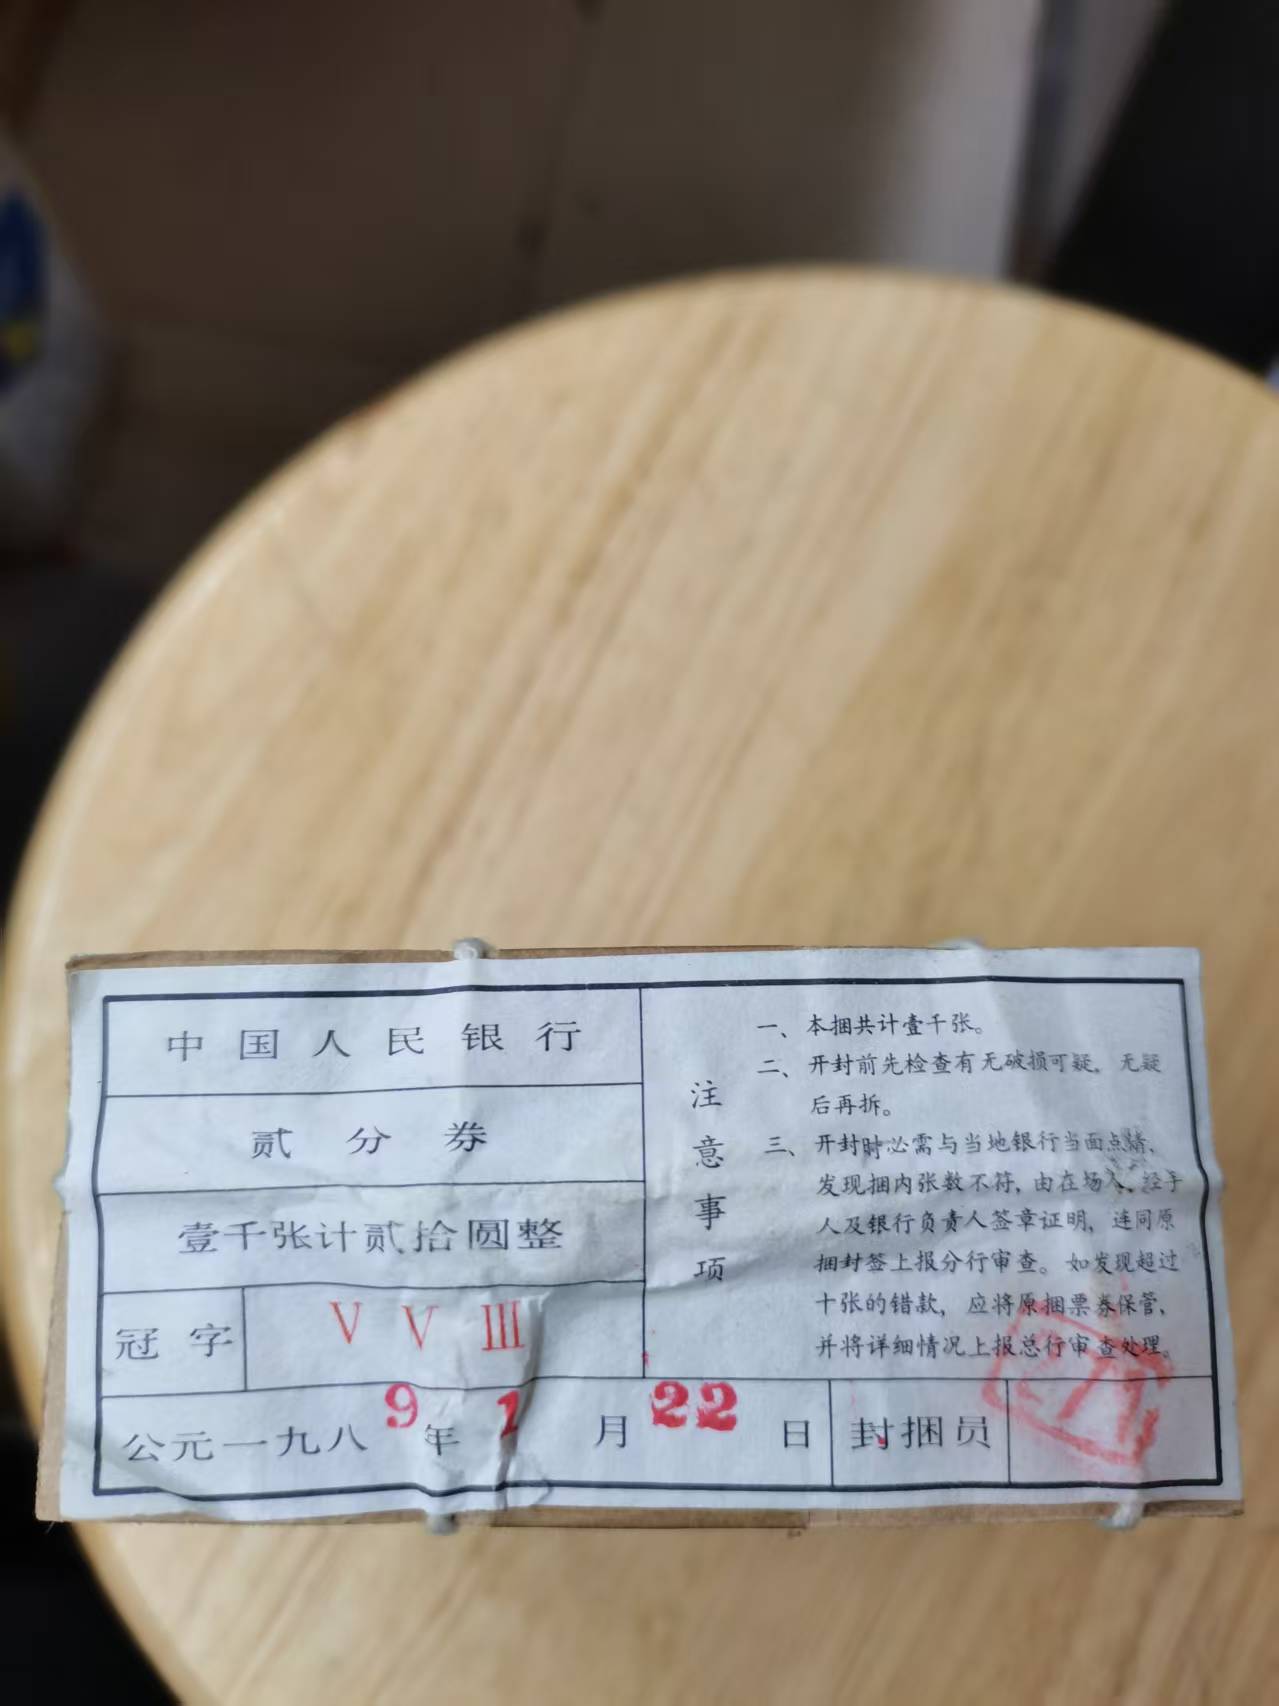 中国人民银行
贰分券
壹千张计贰拾圆整
冠字 V V III
公元一九八9年1月22日 封捆员
注意事项
一、本捆共计壹千张。
二、开封前先检查有无破损可疑,无疑
后再拆。
三、开封时必需与当地银行当面点清,
发现捆内张数不符,由在场人、经手
人及银行负责人签章证明,连同原
捆封签上报分行审查。如发现超过
十张的错款,应将原捆票券保管,
并将详细情况上报总行审查处理。